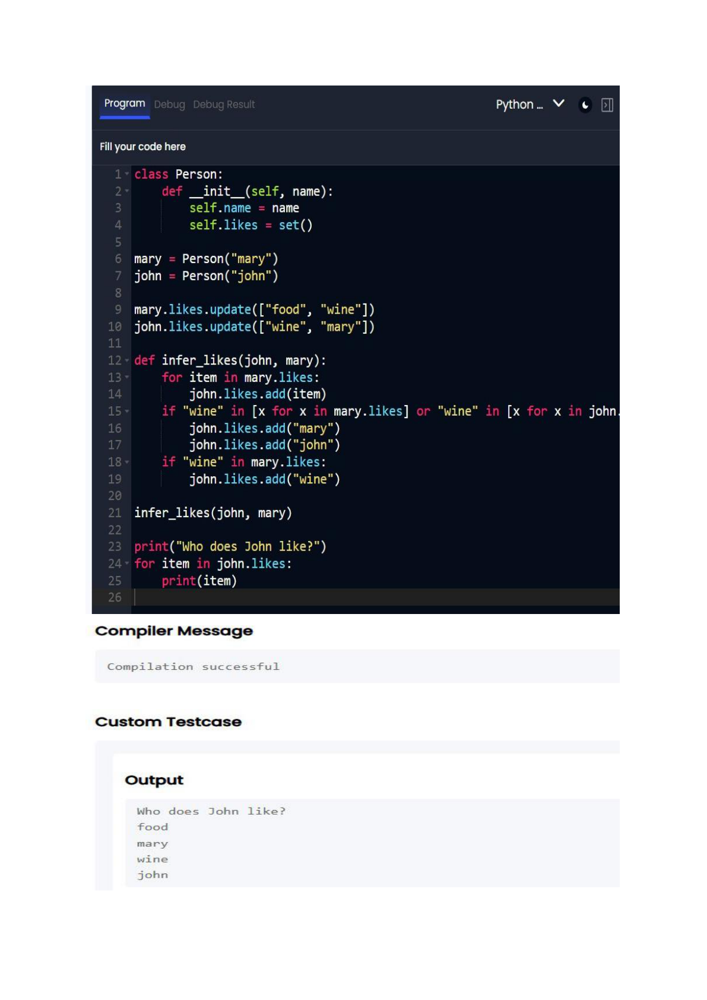 Program Debug Debug Result Python ...
Fill your code here
1 class Person:
2     def __init__(self, name):
3         self.name = name
4         self.likes = set()
5
6 mary = Person("mary")
7 john = Person("john")
8
9 mary.likes.update(["food", "wine"])
10 john.likes.update(["wine", "mary"])
11
12 def infer_likes(john, mary):
13     for item in mary.likes:
14         john.likes.add(item)
15     if "wine" in [x for x in mary.likes] or "wine" in [x for x in john.
16         john.likes.add("mary")
17         john.likes.add("john")
18     if "wine" in mary.likes:
19         john.likes.add("wine")
20
21 infer_likes(john, mary)
22
23 print("Who does John like?")
24 for item in john.likes:
25     print(item)
26
Compiler Message
Compilation successful
Custom Testcase
Output
Who does John like?
food
mary
wine
john